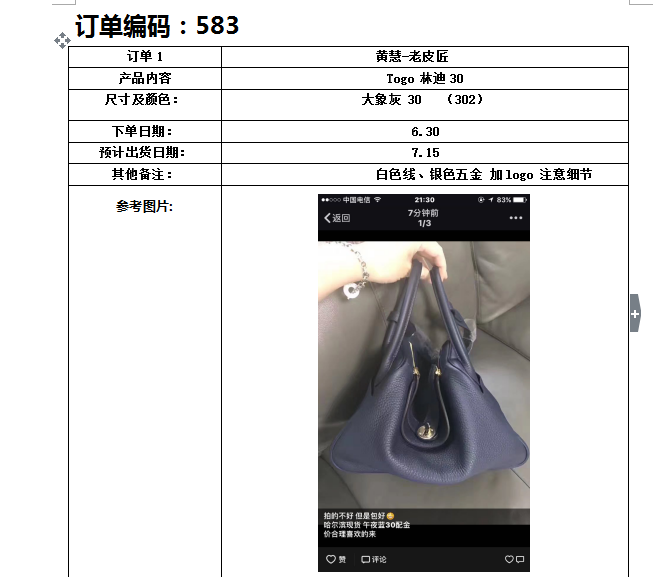 订单编码：583
订单 1 黄慧-老皮匠
产品内容 Togo 林迪 30
尺寸及颜色： 大象灰 30 （302）
下单日期： 6.30
预计出货日期： 7.15
其他备注： 白色线、银色五金 加 logo 注意细节
参考图片:
中国电信 21:30 83%
返回 7分钟前
1/3
拍的不好 但是包好
哈尔滨现货 午夜蓝30配金
价合理喜欢的来
赞 评论